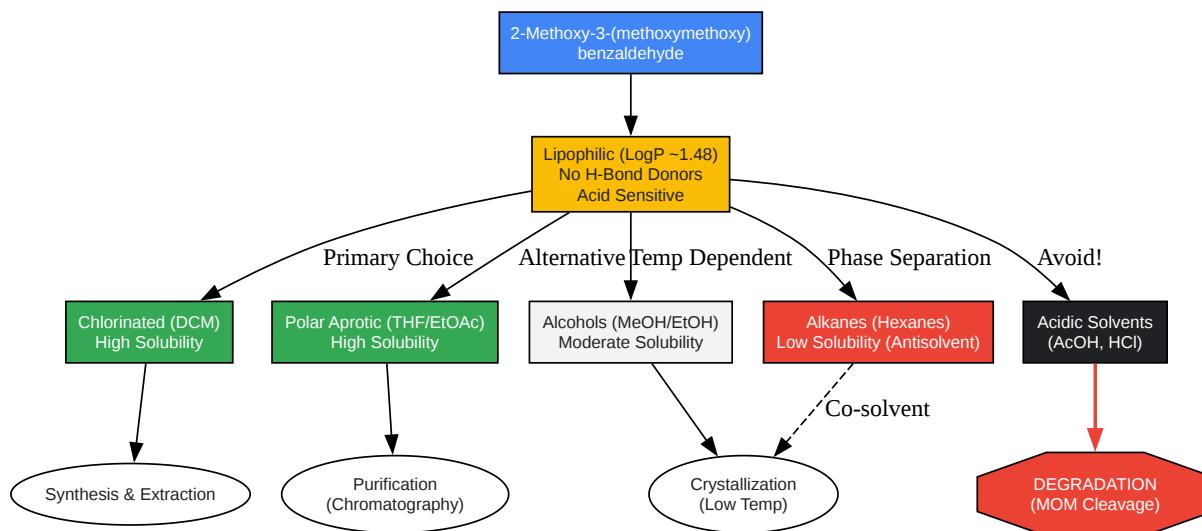 2-Methoxy-3-(methoxymethoxy)
benzaldehyde
Lipophilic (LogP ~1.48)
No H-Bond Donors
Acid Sensitive
Primary Choice
Alternative
Temp Dependent
Phase Separation
Avoid!
Chlorinated (DCM)
High Solubility
Polar Aprotic (THF/EtOAc)
High Solubility
Alcohols (MeOH/EtOH)
Moderate Solubility
Alkanes (Hexanes)
Low Solubility (Antisolvent)
Acidic Solvents
(AcOH, HCl)
Co-solvent
Synthesis & Extraction
Purification
(Chromatography)
Crystallization
(Low Temp)
DEGRADATION
(MOM Cleavage)